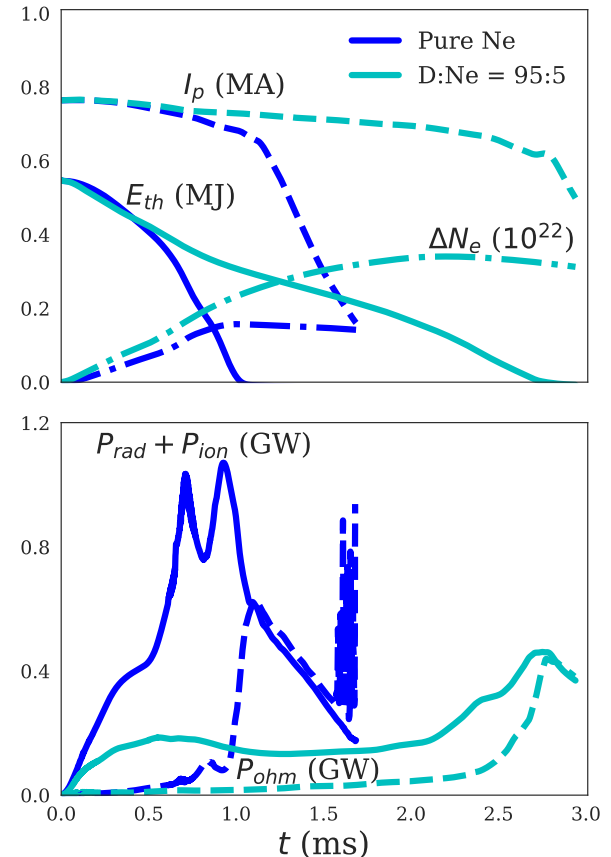 1.0
Pure Ne
D:Ne = 95:5
0.8
I_p (MA)
0.6
E_th (MJ)
0.4
ΔN_e (10^22)
0.2
0.0
1.2
P_rad + P_ion (GW)
0.8
0.4
P_ohm (GW)
0.0
0.0 0.5 1.0 1.5 2.0 2.5 3.0
t (ms)